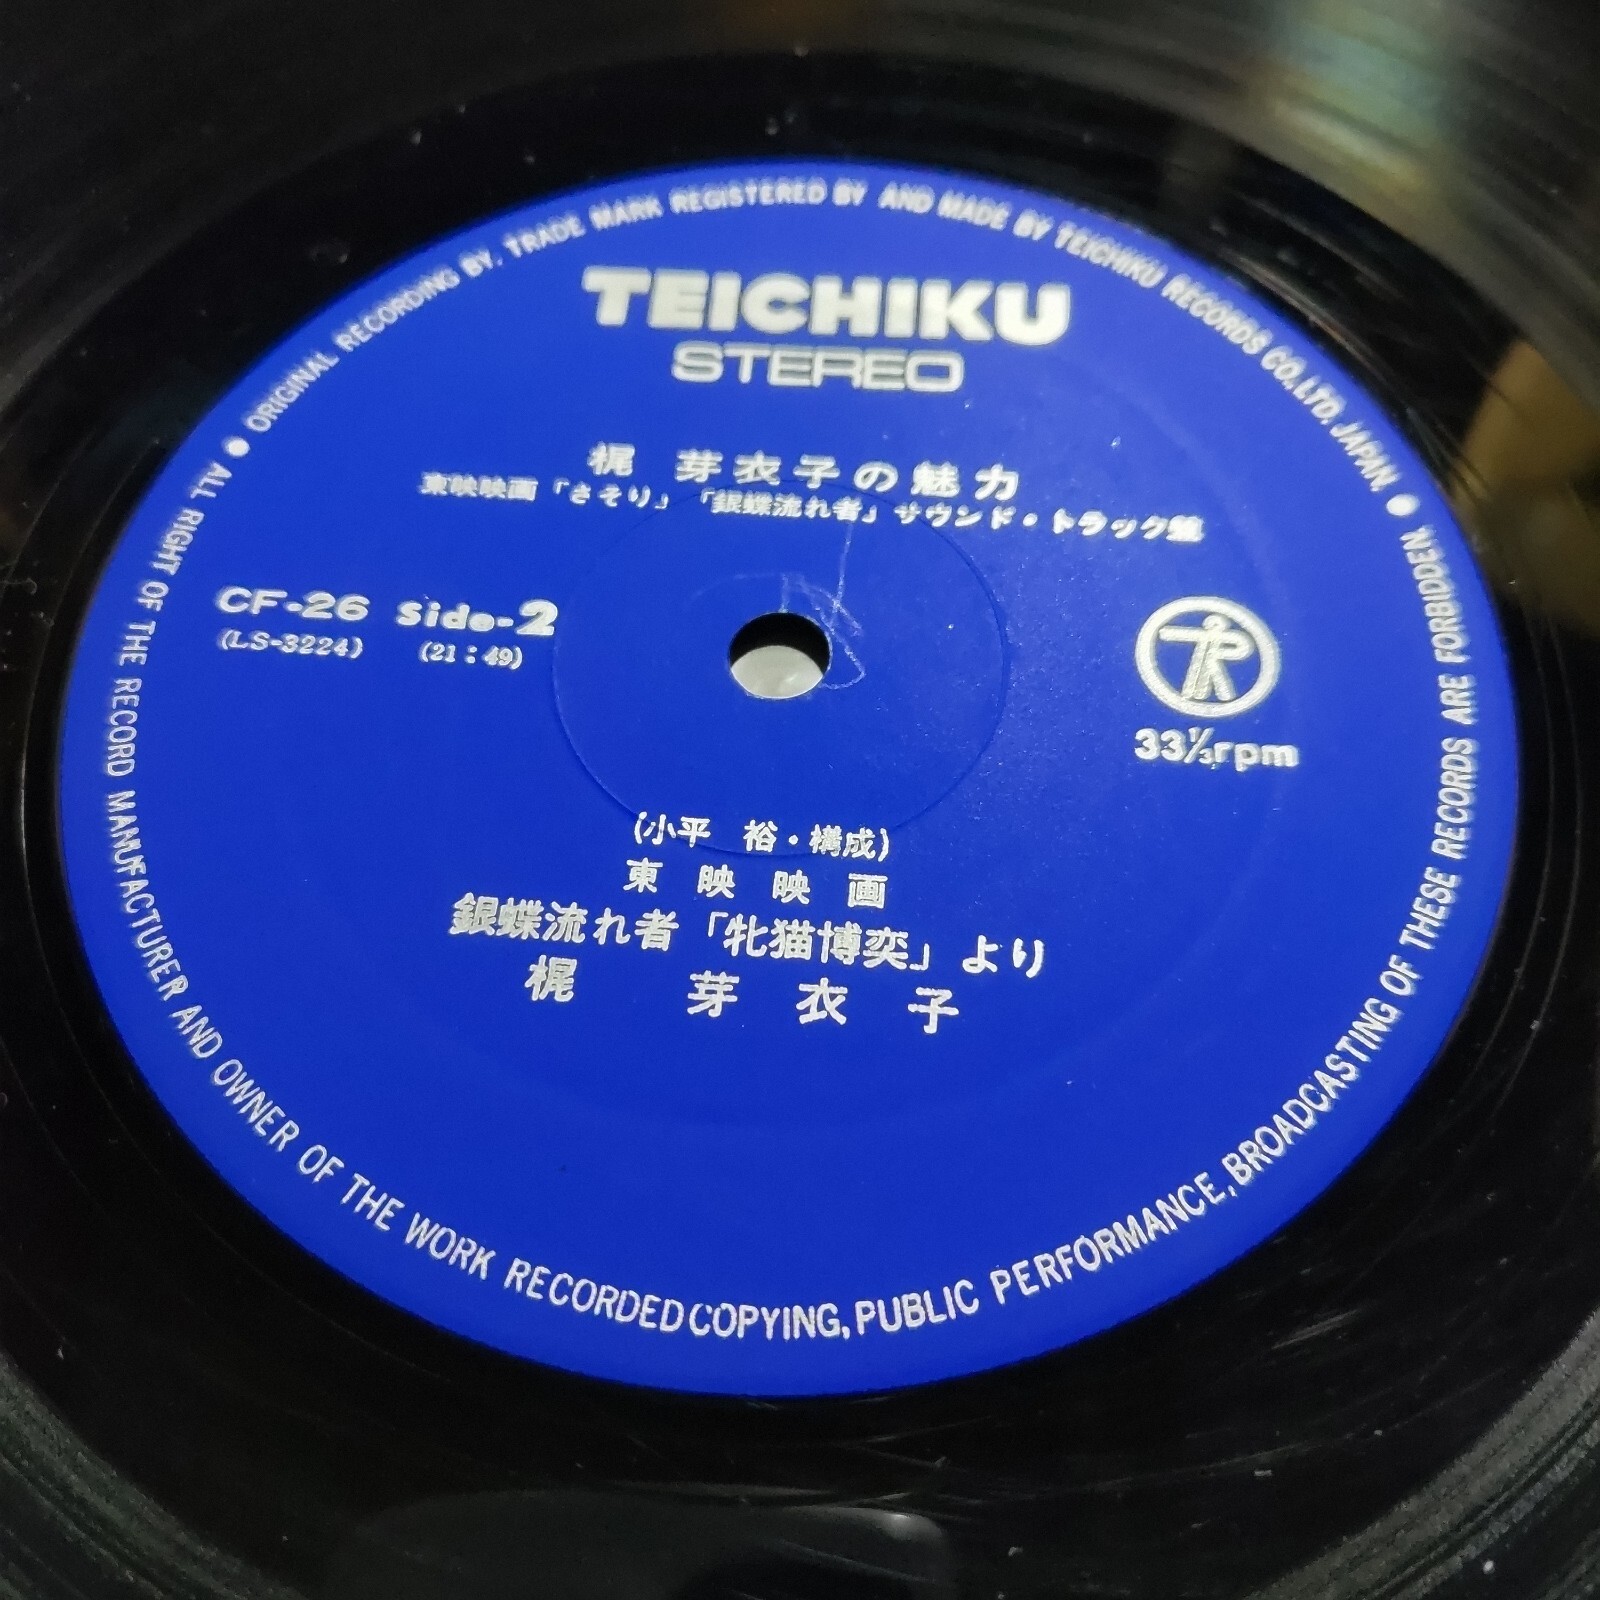 TEICHIKU
STEREO
梶 芽衣子の魅力
東映映画「さそり」「銀蝶流れ者」サウンド・トラック盤
CF-26 Side-2
(LS-3224) (21:49)
33⅓rpm
(小平 裕・構成)
東映映画
銀蝶流れ者「牝猫博奕」より
梶 芽衣子
ORIGINAL RECORDING BY, TRADE MARK REGISTERED BY AND MADE BY TEICHIKU RECORDS CO.,LTD. JAPAN. ●
ALL RIGHT OF THE RECORD MANUFACTURER AND OWNER OF THE WORK RECORDED COPYING, PUBLIC PERFORMANCE, BROADCASTING OF THESE RECORDS ARE FORBIDDEN ●